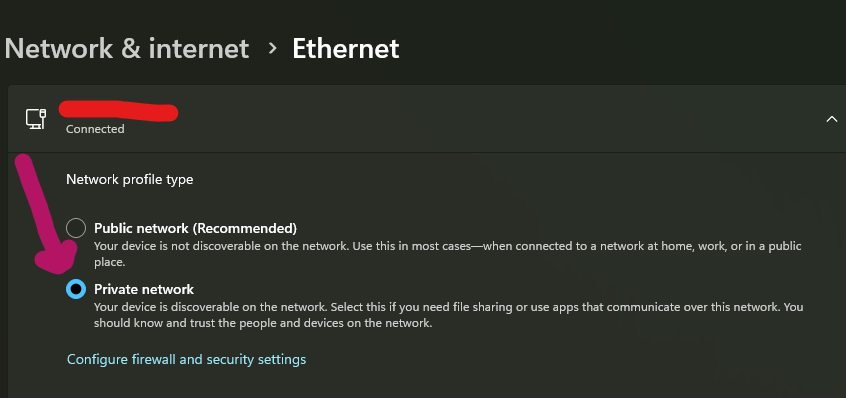 Network & internet > Ethernet
Connected
Network profile type
Public network (Recommended)
Your device is not discoverable on the network. Use this in most cases—when connected to a network at home, work, or in a public
place.
Private network
Your device is discoverable on the network. Select this if you need file sharing or use apps that communicate over this network. You
should know and trust the people and devices on the network.
Configure firewall and security settings